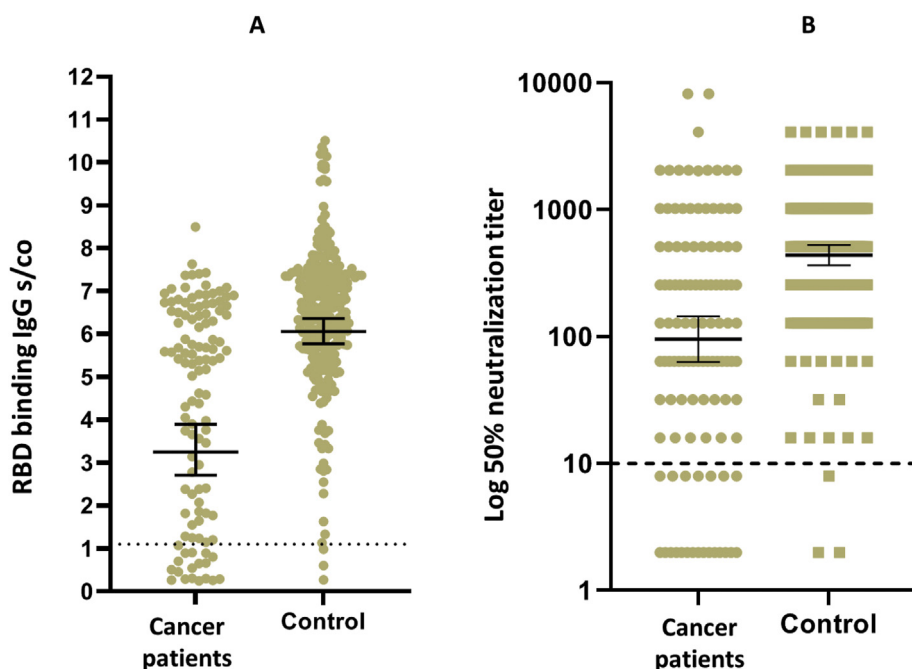 A
RBD binding IgG s/co
12
11
10
9
8
7
6
5
4
3
2
1
0
Cancer
patients
Control
B
Log 50% neutralization titer
10000
1000
100
10
1
Cancer
patients
Control